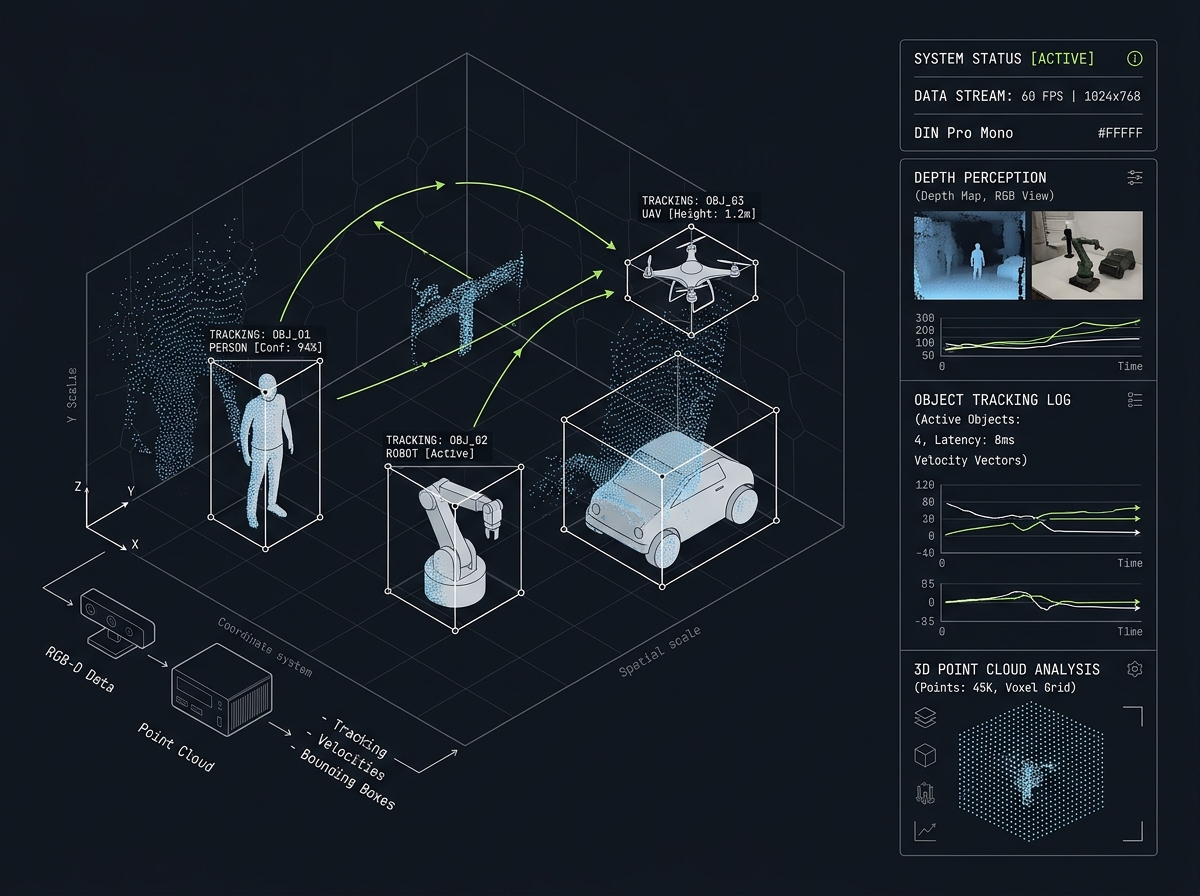 TRACKING: OBJ_03
UAV [Height: 1.2m]
TRACKING: OBJ_01
PERSON [Conf: 94%]
TRACKING: OBJ_02
ROBOT [Active]
Y Scalie
Z
Y
X
Coordinate system
Spatial scale
RGB-D Data
Point Cloud
- Tracking
- Velocities
- Bounding Boxes
SYSTEM STATUS [ACTIVE]
DATA STREAM: 60 FPS | 1024x768
DIN Pro Mono #FFFFF
DEPTH PERCEPTION
(Depth Map, RGB View)
300
200
100
50
0 Time
OBJECT TRACKING LOG
(Active Objects:
4, Latency: 8ms
Velocity Vectors)
120
80
30
0
-40
0 Time
85
0
-35
0 Time
3D POINT CLOUD ANALYSIS
(Points: 45K, Voxel Grid)